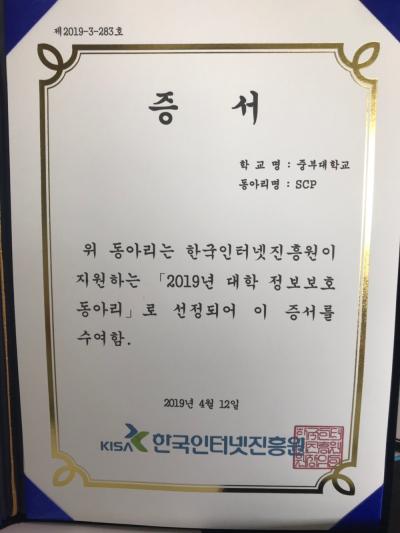 제2019-3-283호
증 서
학 교 명 : 중부대학교
동아리명 : SCP
위 동아리는 한국인터넷진흥원이
지원하는 「2019년 대학 정보보호
동아리」로 선정되어 이 증서를
수여함.
2019년 4월 12일
KISA 한국인터넷진흥원